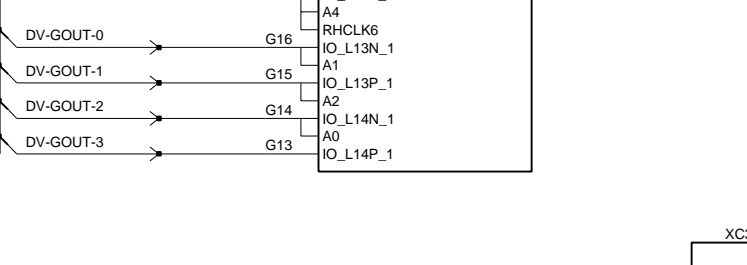 A4
RHCLK6
DV-GOUT-0 G16 IO_L13N_1
A1
DV-GOUT-1 G15 IO_L13P_1
A2
DV-GOUT-2 G14 IO_L14N_1
A0
DV-GOUT-3 G13 IO_L14P_1